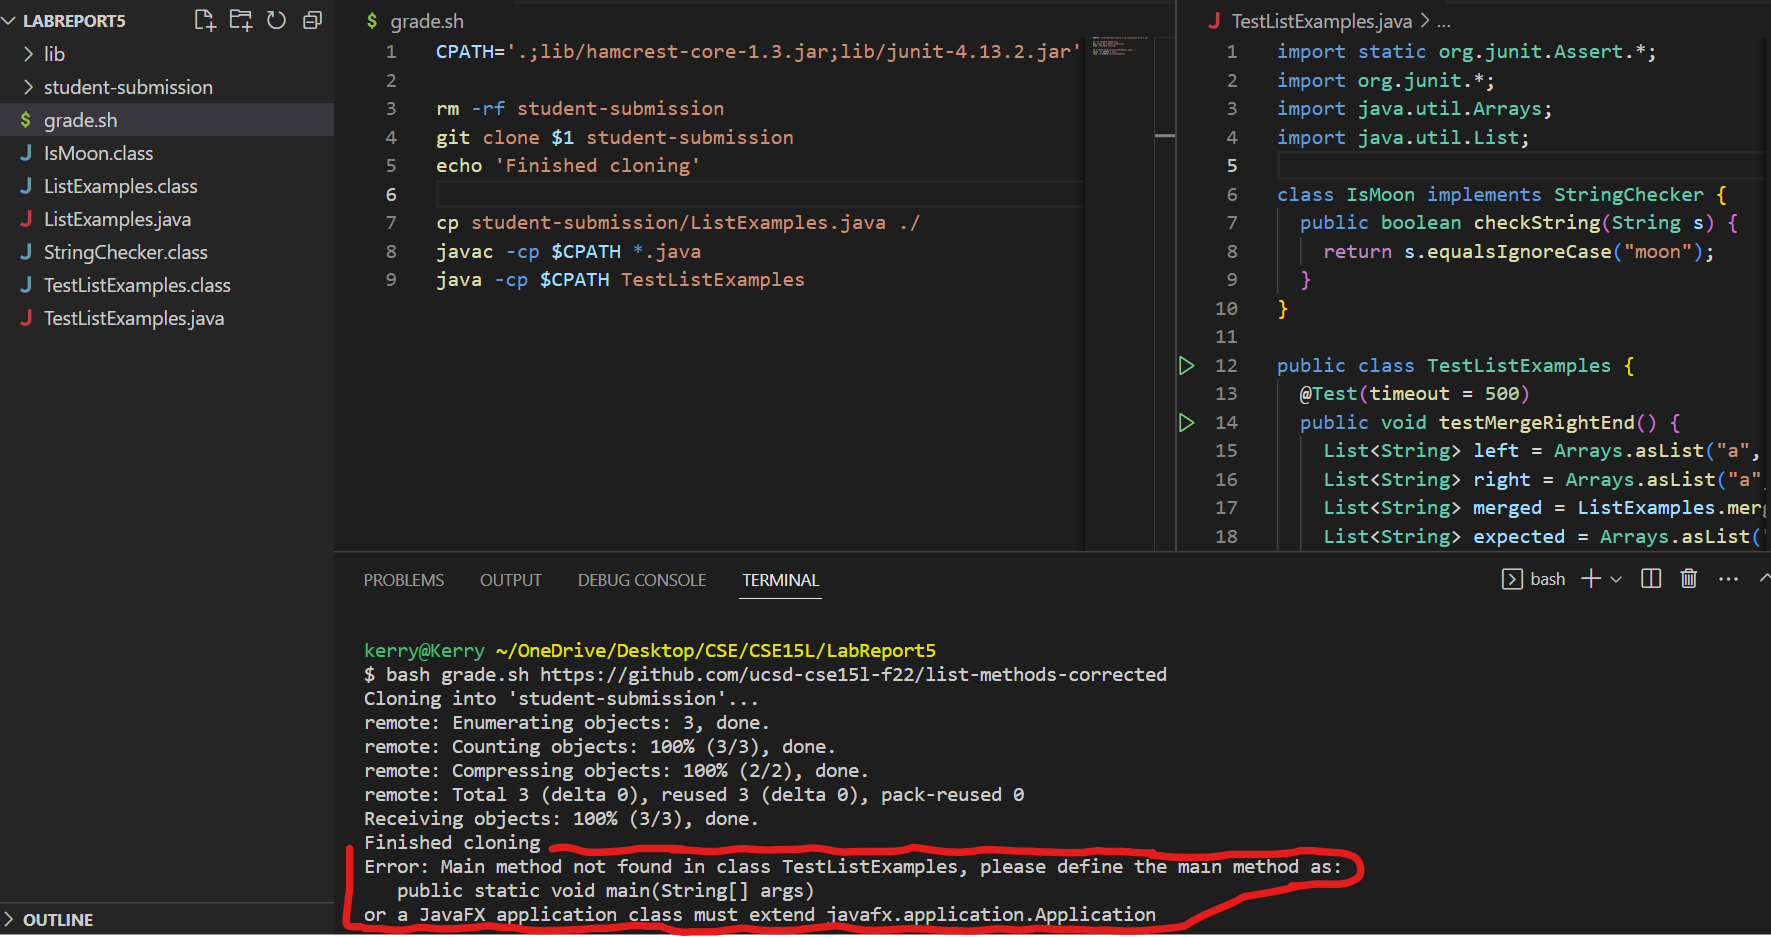 LABREPORT5
lib
student-submission
grade.sh
IsMoon.class
ListExamples.class
ListExamples.java
StringChecker.class
TestListExamples.class
TestListExamples.java
OUTLINE
$ grade.sh
1 CPATH='.;lib/hamcrest-core-1.3.jar;lib/junit-4.13.2.jar'
2
3 rm -rf student-submission
4 git clone $1 student-submission
5 echo 'Finished cloning'
6
7 cp student-submission/ListExamples.java ./
8 javac -cp $CPATH *.java
9 java -cp $CPATH TestListExamples
TestListExamples.java > ...
1 import static org.junit.Assert.*;
2 import org.junit.*;
3 import java.util.Arrays;
4 import java.util.List;
5
6 class IsMoon implements StringChecker {
7 public boolean checkString(String s) {
8 return s.equalsIgnoreCase("moon");
9 }
10 }
11
12 public class TestListExamples {
13 @Test(timeout = 500)
14 public void testMergeRightEnd() {
15 List<String> left = Arrays.asList("a",
16 List<String> right = Arrays.asList("a"
17 List<String> merged = ListExamples.merg
18 List<String> expected = Arrays.asList(
PROBLEMS OUTPUT DEBUG CONSOLE TERMINAL
bash
kerry@Kerry ~/OneDrive/Desktop/CSE/CSE15L/LabReport5
$ bash grade.sh https://github.com/ucsd-cse15l-f22/list-methods-corrected
Cloning into 'student-submission'...
remote: Enumerating objects: 3, done.
remote: Counting objects: 100% (3/3), done.
remote: Compressing objects: 100% (2/2), done.
remote: Total 3 (delta 0), reused 3 (delta 0), pack-reused 0
Receiving objects: 100% (3/3), done.
Finished cloning
Error: Main method not found in class TestListExamples, please define the main method as:
public static void main(String[] args)
or a JavaFX application class must extend javafx.application.Application